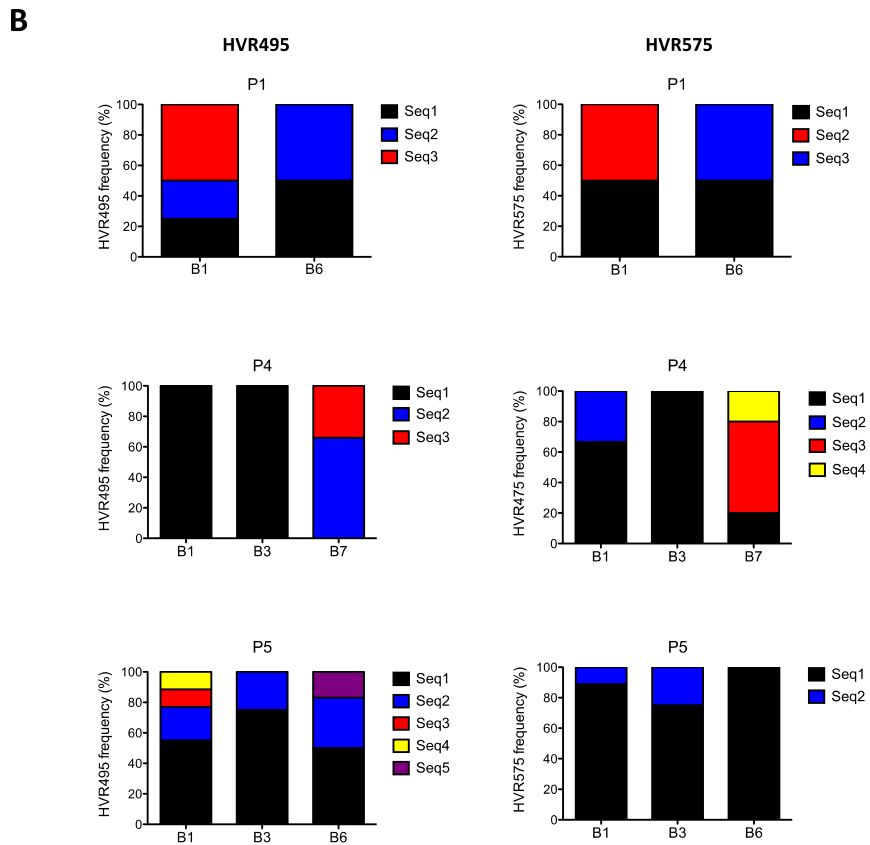 B
HVR495
HVR575
P1
HVR495 frequency (%)
100
80
60
40
20
0
B1
B6
Seq1
Seq2
Seq3
P1
HVR575 frequency (%)
100
80
60
40
20
0
B1
B6
Seq1
Seq2
Seq3
P4
HVR495 frequency (%)
100
80
60
40
20
0
B1
B3
B7
Seq1
Seq2
Seq3
P4
HVR475 frequency (%)
100
80
60
40
20
0
B1
B3
B7
Seq1
Seq2
Seq3
Seq4
P5
HVR495 frequency (%)
100
80
60
40
20
0
B1
B3
B6
Seq1
Seq2
Seq3
Seq4
Seq5
P5
HVR575 frequency (%)
100
80
60
40
20
0
B1
B3
B6
Seq1
Seq2